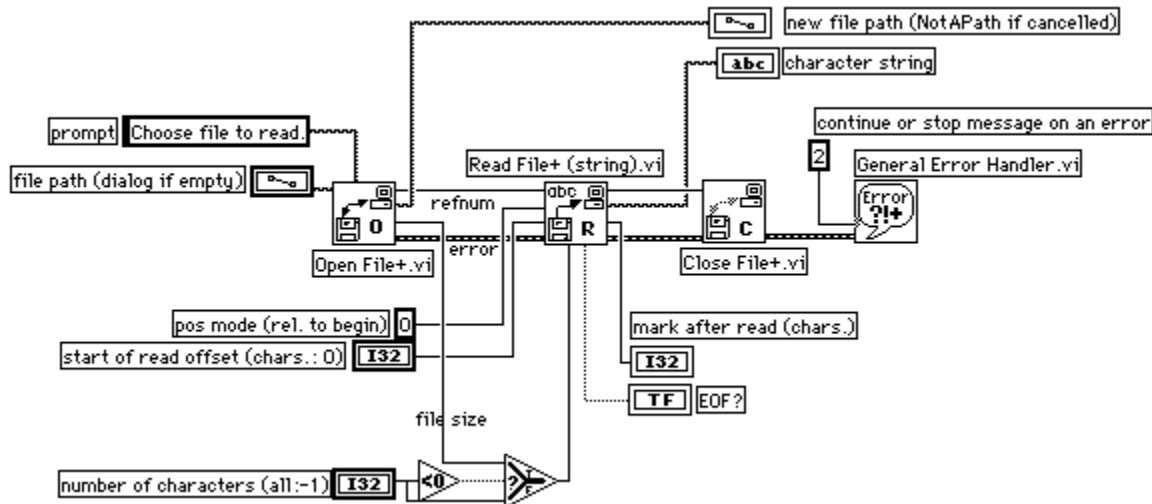 new file path (NotAPath if cancelled)
abc character string
prompt Choose file to read.
continue or stop message on an error
2
Read File+ (string).vi
General Error Handler.vi
file path (dialog if empty)
abc
Error
?!+
refnum
O
R
C
error
Open File+.vi
Close File+.vi
pos mode (rel. to begin) 0
mark after read (chars.)
start of read offset (chars.: 0) I32
I32
TF EOF?
file size
number of characters (all:-1) I32 <0 ? T F